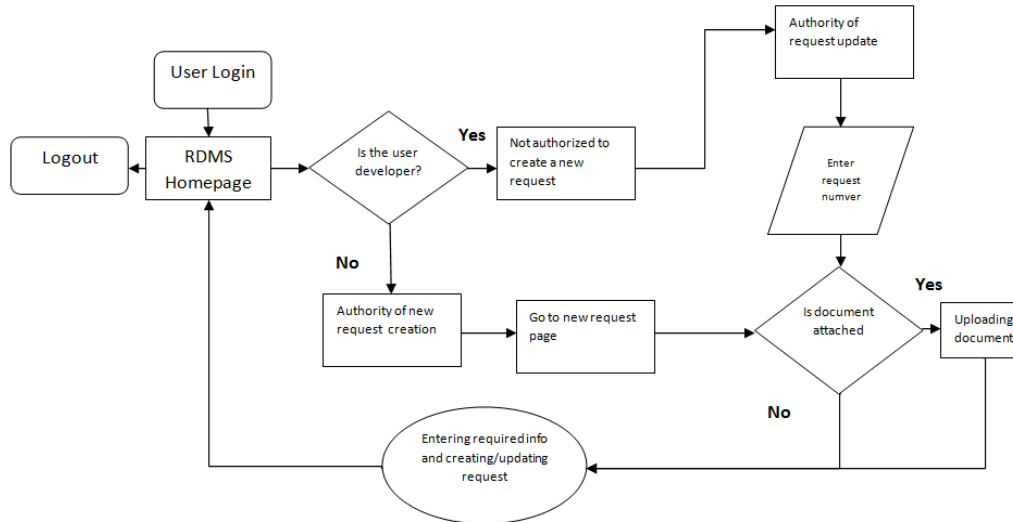 Authority of
request update
User Login
Logout
RDMS
Homepage
Is the user
developer?
Yes
Not authorized to
create a new
request
Enter
request
numver
No
Authority of new
request creation
Go to new request
page
Is document
attached
Yes
Uploading
document
No
Entering required info
and creating/updating
request